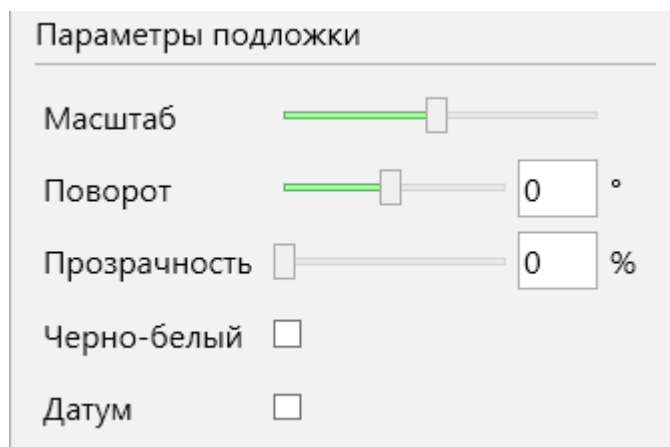 Параметры подложки
Масштаб
Поворот 0 °
Прозрачность 0 %
Черно-белый
Датум